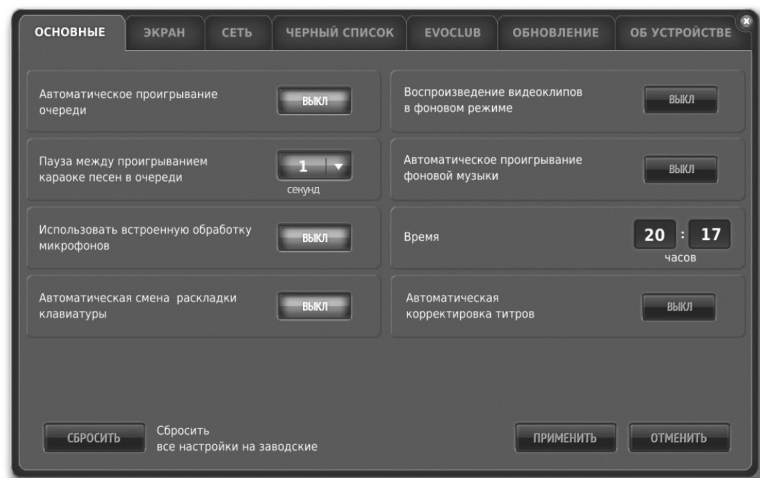 ОСНОВНЫЕ
ЭКРАН
СЕТЬ
ЧЕРНЫЙ СПИСОК
EVOCLUB
ОБНОВЛЕНИЕ
ОБ УСТРОЙСТВЕ
Автоматическое проигрывание
очереди
ВЫКЛ
Воспроизведение видеоклипов
в фоновом режиме
ВЫКЛ
Пауза между проигрыванием
караоке песен в очереди
1
секунд
Автоматическое проигрывание
фоновой музыки
ВЫКЛ
Использовать встроенную обработку
микрофонов
ВЫКЛ
Время
20 : 17
часов
Автоматическая смена раскладки
клавиатуры
ВЫКЛ
Автоматическая
корректировка титров
ВЫКЛ
СБРОСИТЬ
Сбросить
все настройки на заводские
ПРИМЕНИТЬ
ОТМЕНИТЬ